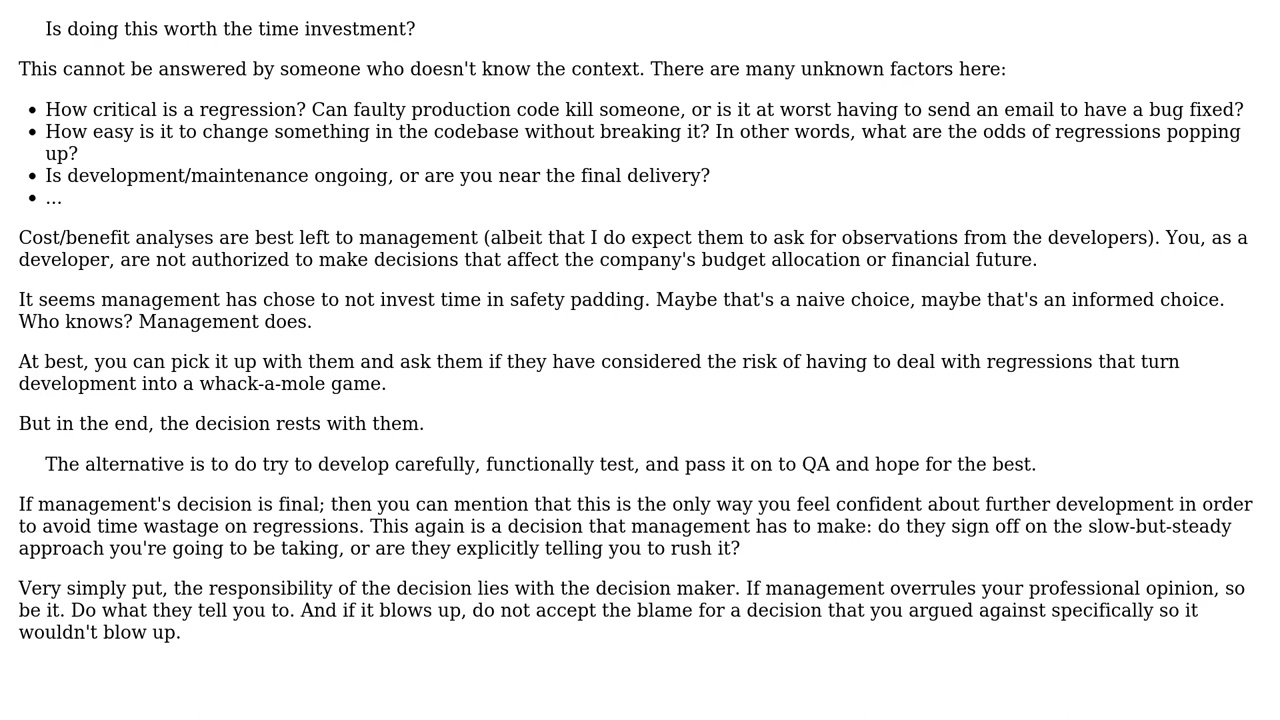 Is doing this worth the time investment?
This cannot be answered by someone who doesn't know the context. There are many unknown factors here:
• How critical is a regression? Can faulty production code kill someone, or is it at worst having to send an email to have a bug fixed?
• How easy is it to change something in the codebase without breaking it? In other words, what are the odds of regressions popping
up?
• Is development/maintenance ongoing, or are you near the final delivery?
• ...
Cost/benefit analyses are best left to management (albeit that I do expect them to ask for observations from the developers). You, as a
developer, are not authorized to make decisions that affect the company's budget allocation or financial future.
It seems management has chose to not invest time in safety padding. Maybe that's a naive choice, maybe that's an informed choice.
Who knows? Management does.
At best, you can pick it up with them and ask them if they have considered the risk of having to deal with regressions that turn
development into a whack-a-mole game.
But in the end, the decision rests with them.
The alternative is to do try to develop carefully, functionally test, and pass it on to QA and hope for the best.
If management's decision is final; then you can mention that this is the only way you feel confident about further development in order
to avoid time wastage on regressions. This again is a decision that management has to make: do they sign off on the slow-but-steady
approach you're going to be taking, or are they explicitly telling you to rush it?
Very simply put, the responsibility of the decision lies with the decision maker. If management overrules your professional opinion, so
be it. Do what they tell you to. And if it blows up, do not accept the blame for a decision that you argued against specifically so it
wouldn't blow up.